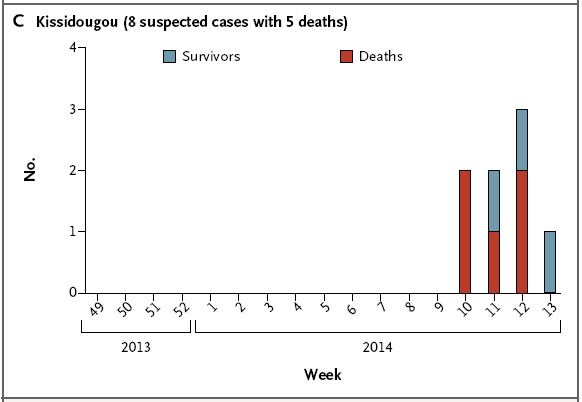 C Kissidougou (8 suspected cases with 5 deaths)
Survivors Deaths
4
3
2
1
0
No.
49 50 51 52 1 2 3 4 5 6 7 8 9 10 11 12 13
2013 2014
Week